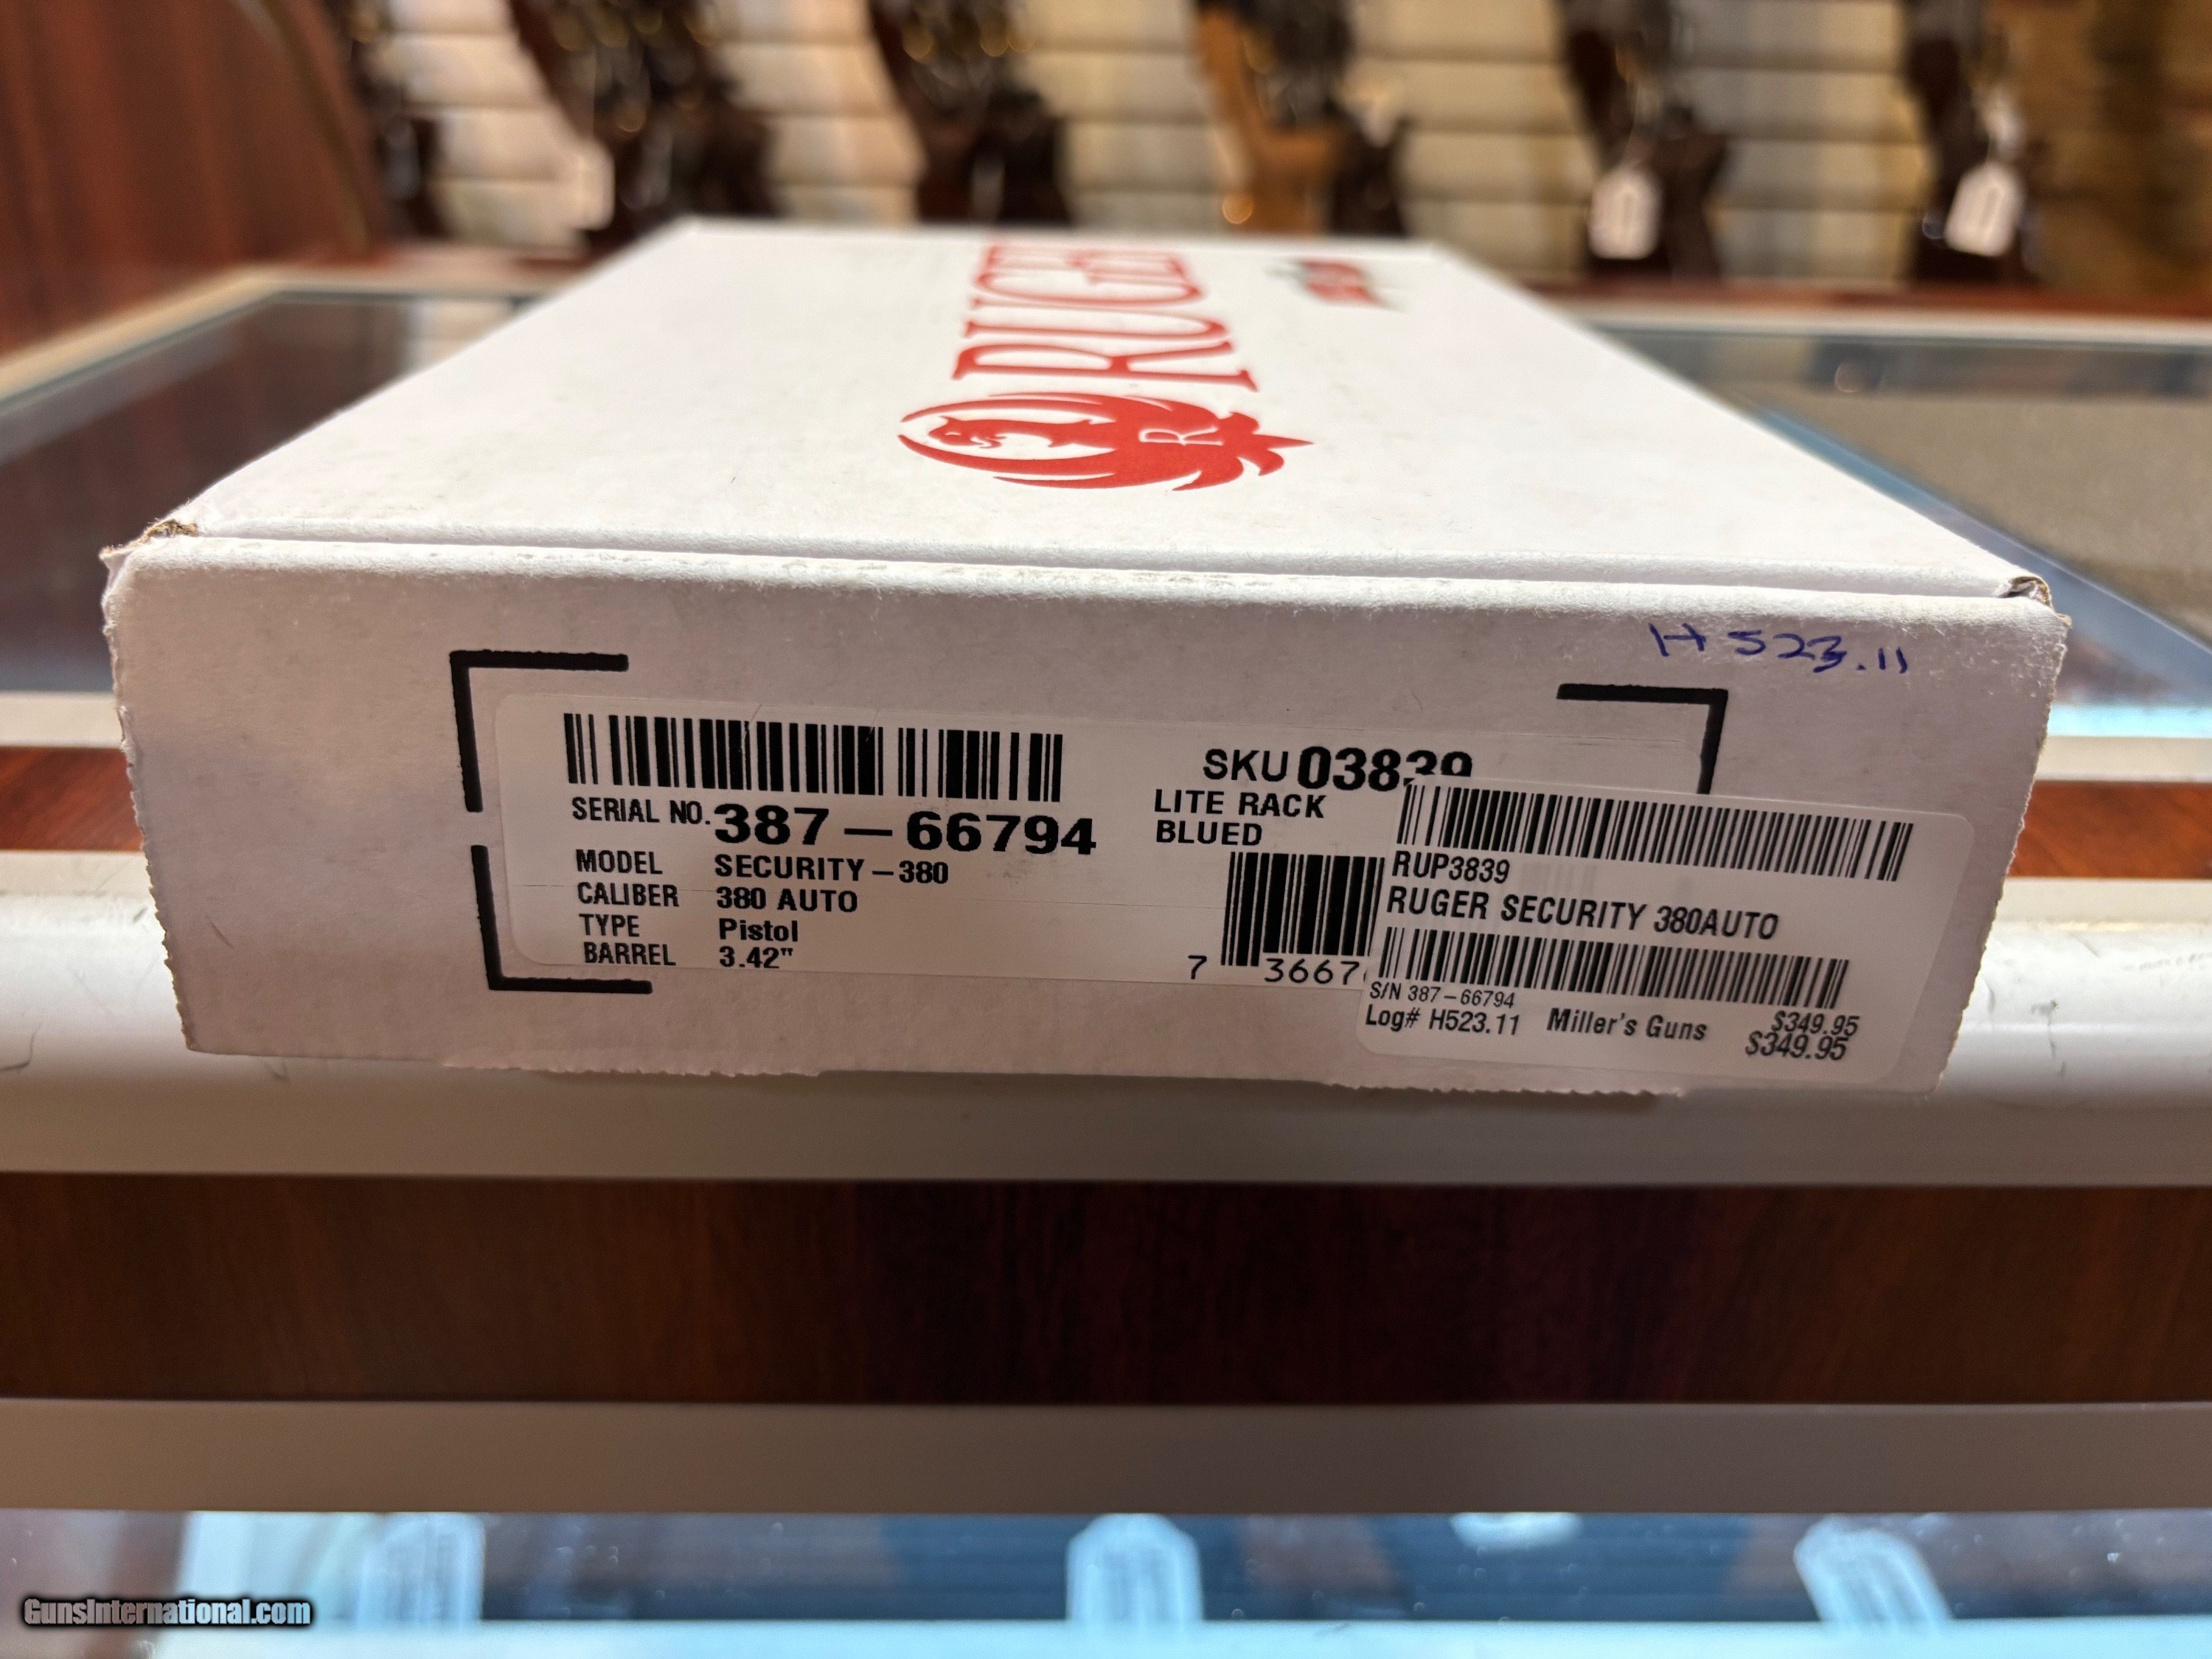 RUGER
R
H523.11
SKU 03839
LITE RACK
BLUED
SERIAL NO. 387-66794
MODEL SECURITY-380
CALIBER 380 AUTO
TYPE Pistol
BARREL 3.42"
7 3667
RUP3839
RUGER SECURITY 380AUTO
S/N 387-66794
Log# H523.11 Miller's Guns $349.95
$349.95
GunsInternational.com